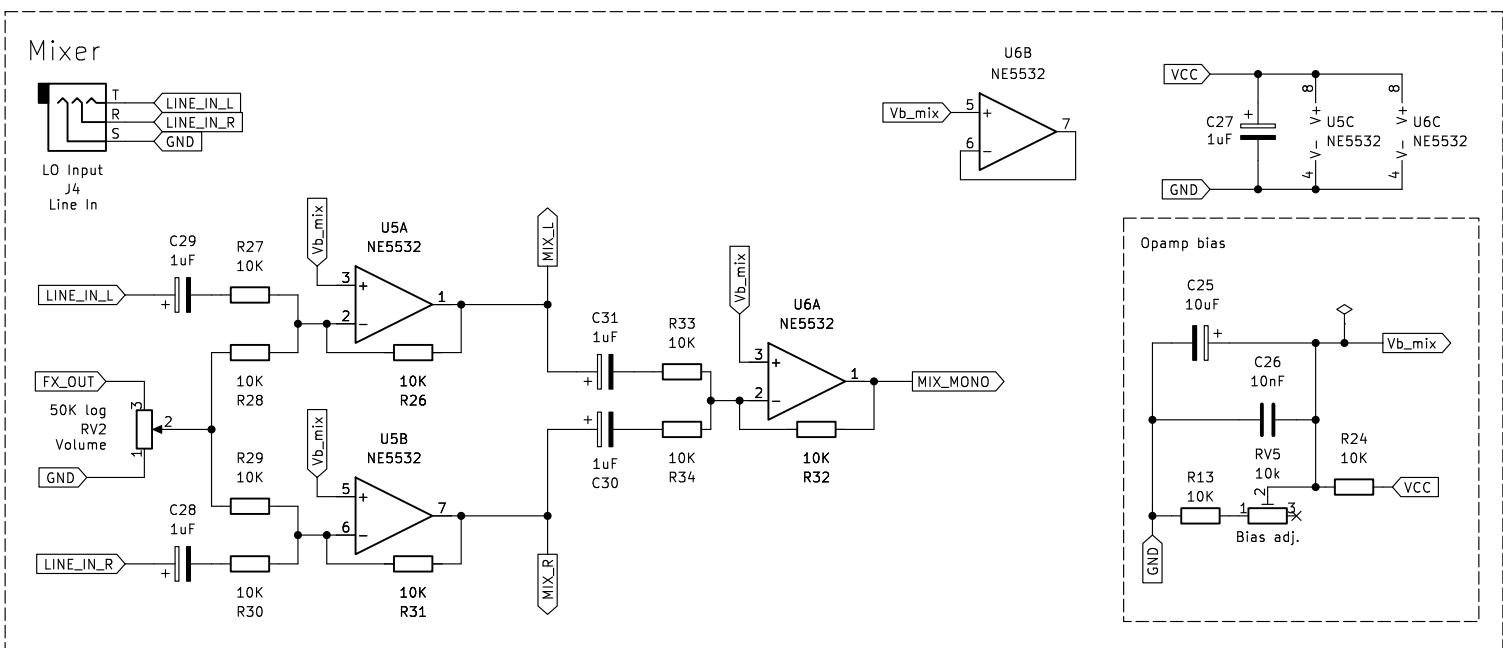 Mixer
T
LINE_IN_L
R
LINE_IN_R
S
GND
LO Input
J4
Line In
U6B
NE5532
Vb_mix
5
+
6
−
7
VCC
GND
C27
1uF
+
8
V+
V−
4
U5C
NE5532
8
V+
V−
4
U6C
NE5532
C29
1uF
+
R27
10K
LINE_IN_L
Vb_mix
U5A
NE5532
3
+
2
−
1
MIX_L
10K
R28
10K
R26
FX_OUT
50K log
RV2
Volume
3
2
1
GND
R29
10K
C28
1uF
+
LINE_IN_R
10K
R30
Vb_mix
U5B
NE5532
5
+
6
−
7
10K
R31
MIX_R
C31
1uF
+
R33
10K
+
1uF
C30
10K
R34
Vb_mix
U6A
NE5532
3
+
2
−
1
MIX_MONO
10K
R32
Opamp bias
C25
10uF
+
Vb_mix
C26
10nF
RV5
10k
R24
10K
VCC
R13
10K
1
2
3
Bias adj.
GND